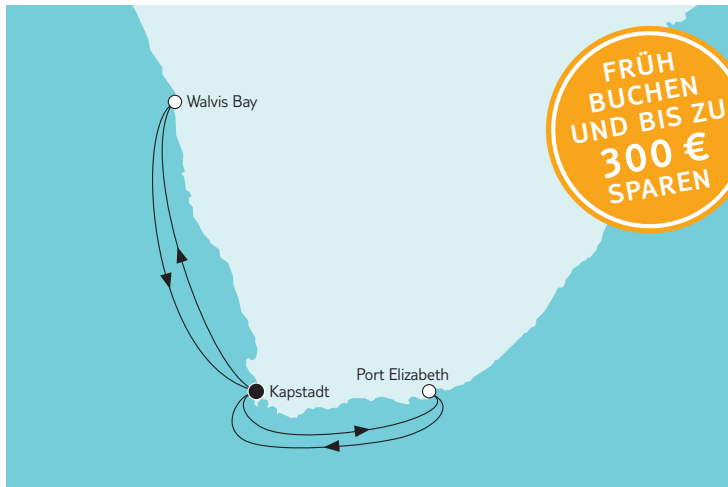 FRÜH
BUCHEN
UND BIS ZU
300 €
SPAREN
Walvis Bay
Port Elizabeth
Kapstadt